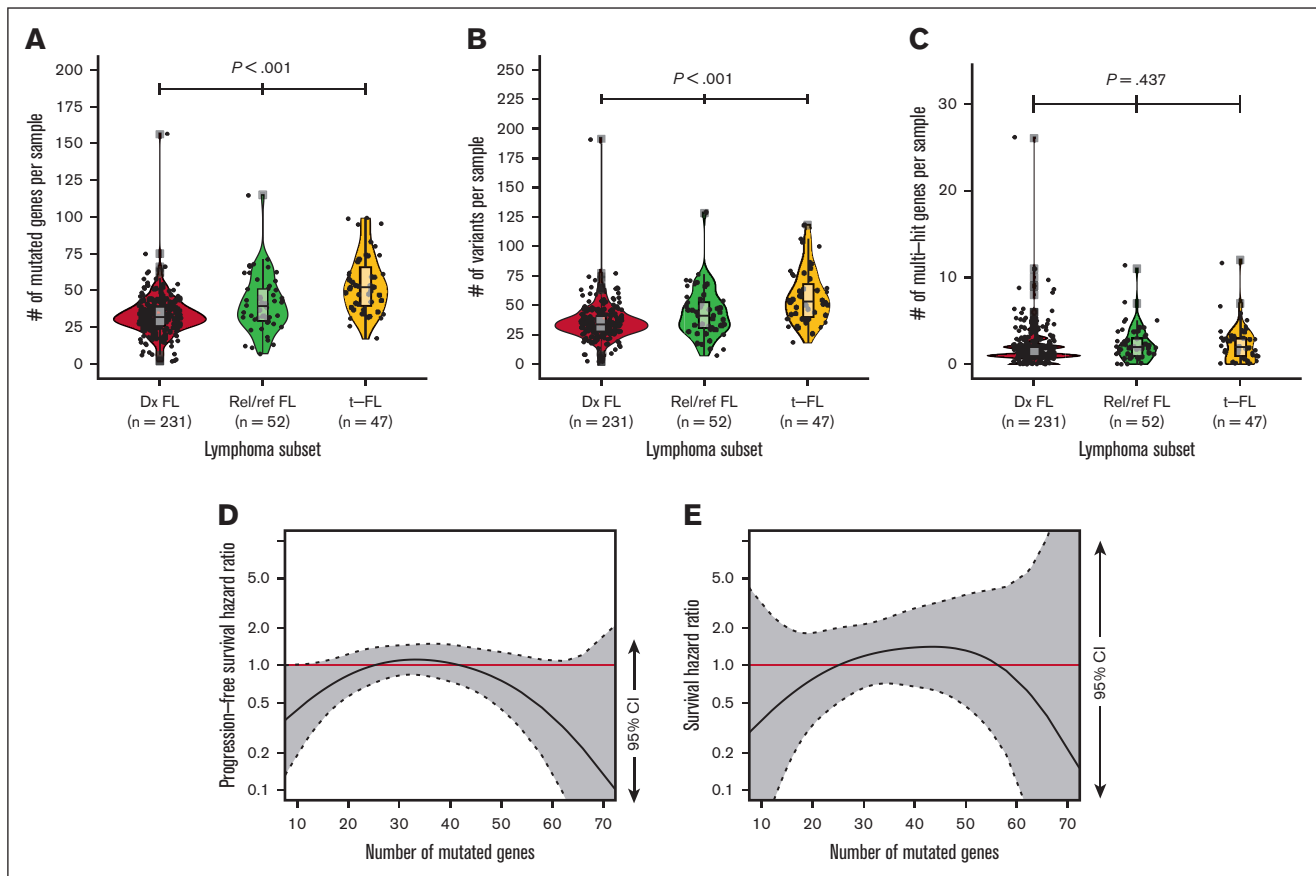 A
# of mutated genes per sample
200
175
150
125
100
75
50
25
0
P < .001
Dx FL
(n = 231)
Rel/ref FL
(n = 52)
t–FL
(n = 47)
Lymphoma subset
B
# of variants per sample
250
225
200
175
150
125
100
75
50
25
0
P < .001
Dx FL
(n = 231)
Rel/ref FL
(n = 52)
t–FL
(n = 47)
Lymphoma subset
C
# of multi–hit genes per sample
30
20
10
0
P = .437
Dx FL
(n = 231)
Rel/ref FL
(n = 52)
t–FL
(n = 47)
Lymphoma subset
D
Progression–free survival hazard ratio
5.0
2.0
1.0
0.5
0.2
0.1
10 20 30 40 50 60 70
Number of mutated genes
95% CI
E
Survival hazard ratio
5.0
2.0
1.0
0.5
0.2
0.1
10 20 30 40 50 60 70
Number of mutated genes
95% CI